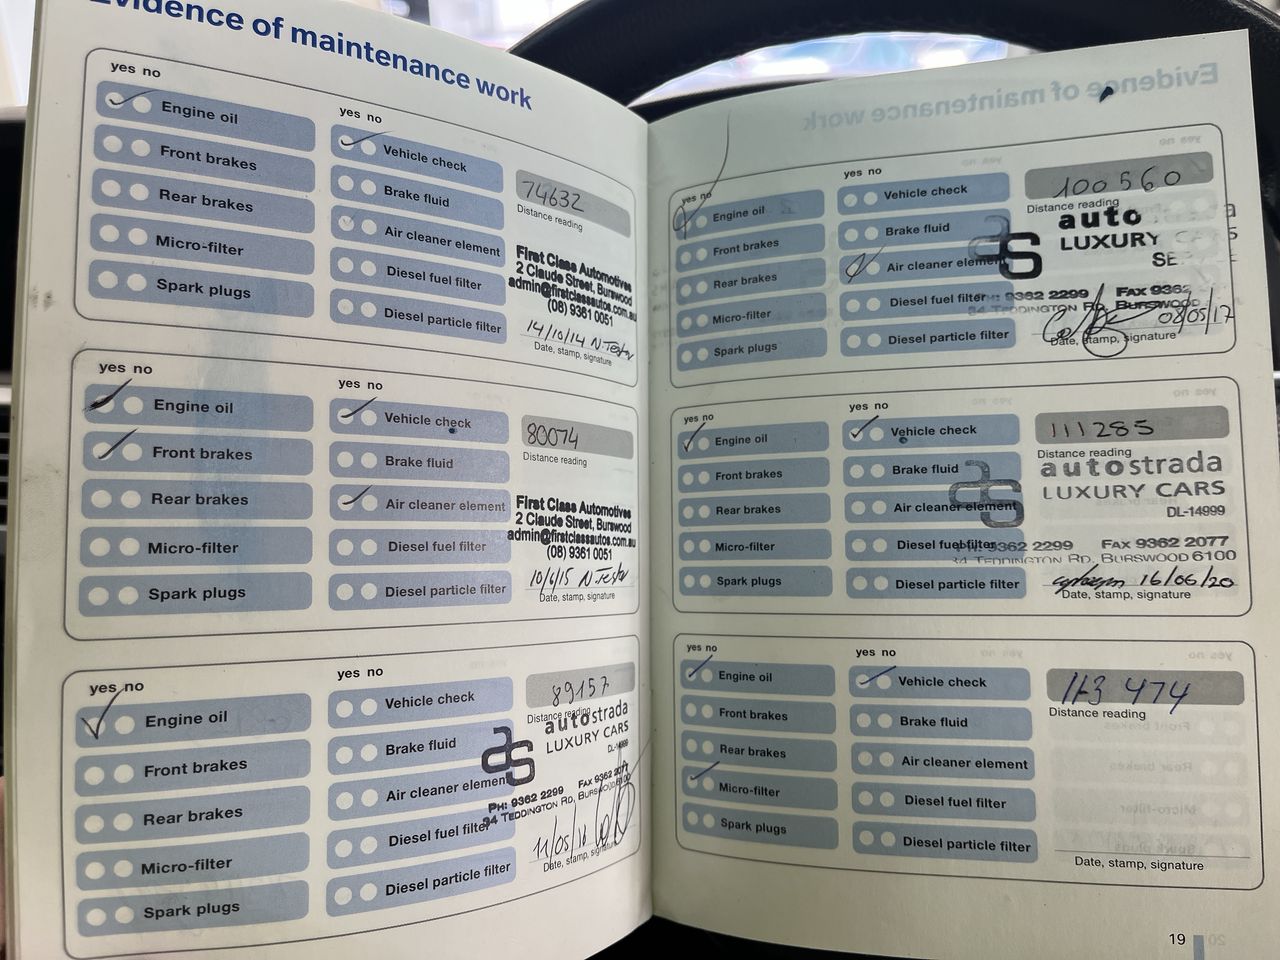 Evidence of maintenance work
yes no
Engine oil
Front brakes
Rear brakes
Micro-filter
Spark plugs
yes no
Vehicle check
Brake fluid
Air cleaner element
Diesel fuel filter
Diesel particle filter
74632
Distance reading
First Class Automotives
2 Claude Street, Burswood
admin@firstclassautos.com.au
(08) 9361 0051
14/10/14 N.Tester
Date, stamp, signature
yes no
Engine oil
Front brakes
Rear brakes
Micro-filter
Spark plugs
yes no
Vehicle check
Brake fluid
Air cleaner element
Diesel fuel filter
Diesel particle filter
80074
Distance reading
First Class Automotives
2 Claude Street, Burswood
admin@firstclassautos.com.au
(08) 9361 0051
10/6/15 N.Tester
Date, stamp, signature
yes no
Engine oil
Front brakes
Rear brakes
Micro-filter
Spark plugs
yes no
Vehicle check
Brake fluid
Air cleaner element
Diesel fuel filter
Diesel particle filter
89157
Distance reading
autostrada
LUXURY CARS
DL-14999
PH: 9362 2299 FAX 9362 2077
34 TEDDINGTON RD, BURSWOOD 6100
11/05/16
Date, stamp, signature
Evidence of maintenance work
yes no
Engine oil
Front brakes
Rear brakes
Micro-filter
Spark plugs
yes no
Vehicle check
Brake fluid
Air cleaner element
Diesel fuel filter
Diesel particle filter
100560
Distance reading
auto
LUXURY
SE
9362 2299 FAX 9362
34 TEDDINGTON RD, BURSWOOD
08/05/17
Date, stamp, signature
yes no
Engine oil
Front brakes
Rear brakes
Micro-filter
Spark plugs
yes no
Vehicle check
Brake fluid
Air cleaner element
Diesel fuel filter
Diesel particle filter
111285
Distance reading
autostrada
LUXURY CARS
DL-14999
PH: 9362 2299 FAX 9362 2077
34 TEDDINGTON RD, BURSWOOD 6100
16/06/20
Date, stamp, signature
yes no
Engine oil
Front brakes
Rear brakes
Micro-filter
Spark plugs
yes no
Vehicle check
Brake fluid
Air cleaner element
Diesel fuel filter
Diesel particle filter
113 474
Distance reading
Date, stamp, signature
19